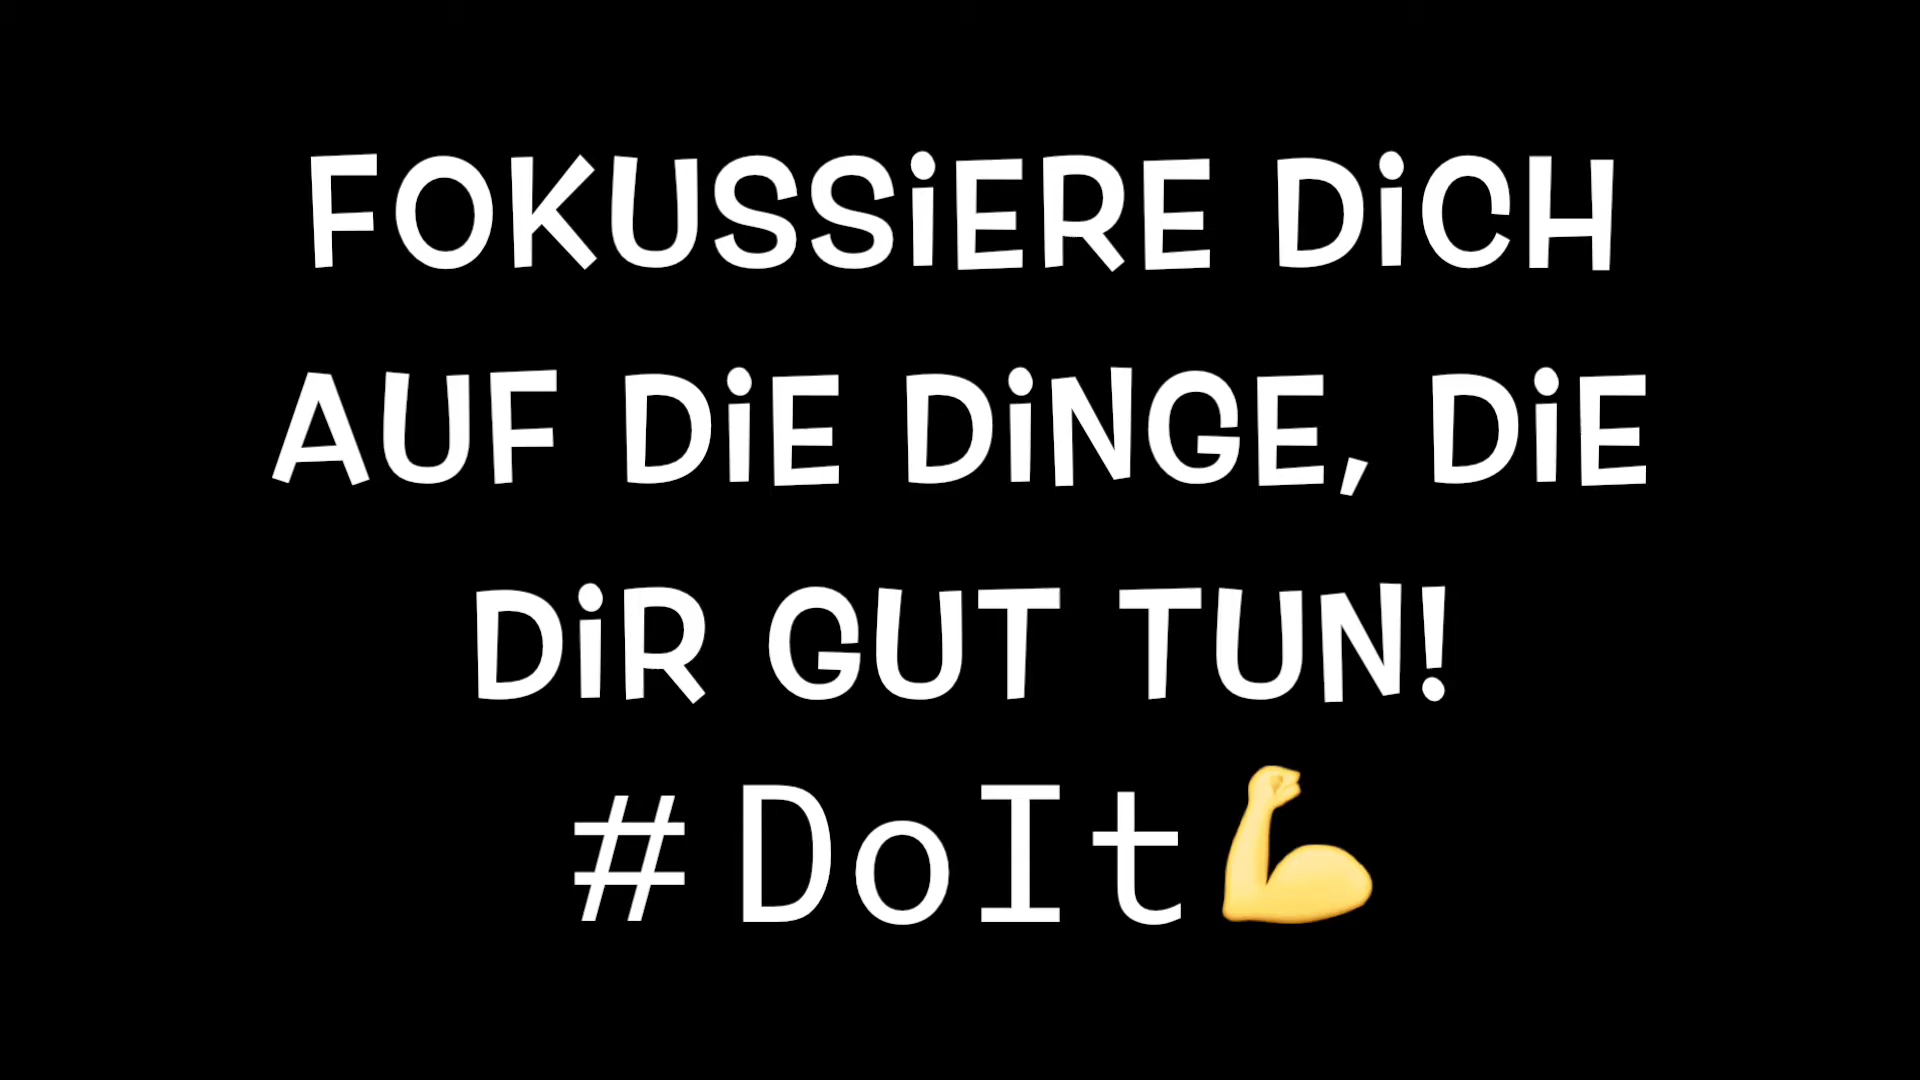 FOKUSSiERE DiCH
AUF DiE DiNGE, DiE
DiR GUT TUN!
#DoIt💪